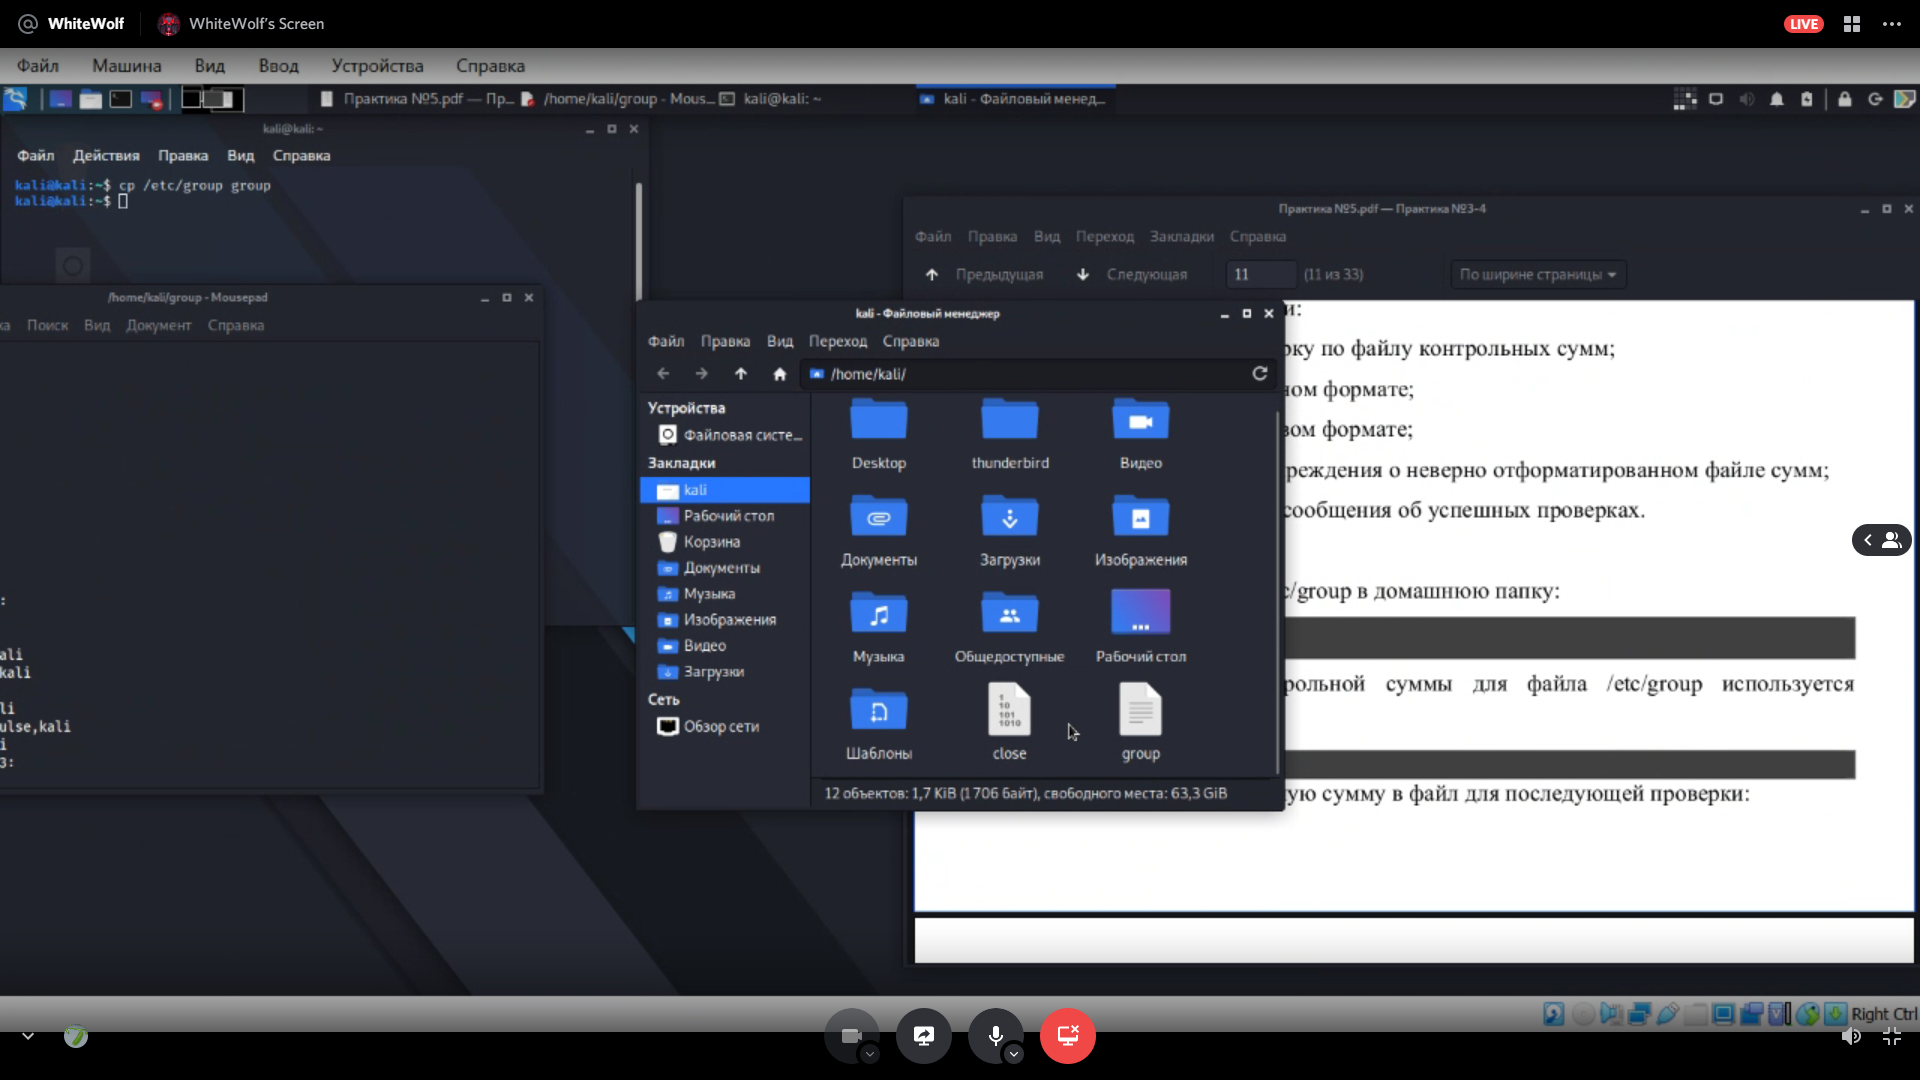 WhiteWolf
WhiteWolf's Screen
LIVE
Файл Машина Вид Ввод Устройства Справка
Практика №5.pdf — Пр...
/home/kali/group - Mous...
kali@kali: ~
kali - Файловый менед...
kali@kali: ~
Файл Действия Правка Вид Справка
kali@kali:~$ cp /etc/group group
kali@kali:~$
/home/kali/group - Mousepad
ка Поиск Вид Документ Справка
:
ali
kali
li
ulse,kali
i
3:
Практика №5.pdf — Практика №3-4
Файл Правка Вид Переход Закладки Справка
Предыдущая Следующая 11 (11 из 33) По ширине страницы
и:
рку по файлу контрольных сумм;
ном формате;
вом формате;
реждения о неверно отформатированном файле сумм;
сообщения об успешных проверках.
c/group в домашнюю папку:
рольной суммы для файла /etc/group используется
ую сумму в файл для последующей проверки:
kali - Файловый менеджер
Файл Правка Вид Переход Справка
/home/kali/
Устройства
Файловая систе...
Закладки
kali
Рабочий стол
Корзина
Документы
Музыка
Изображения
Видео
Загрузки
Сеть
Обзор сети
Desktop thunderbird Видео
Документы Загрузки Изображения
Музыка Общедоступные Рабочий стол
1
10
101
1010
Шаблоны close group
12 объектов: 1,7 KiB (1 706 байт), свободного места: 63,3 GiB
Right Ctrl